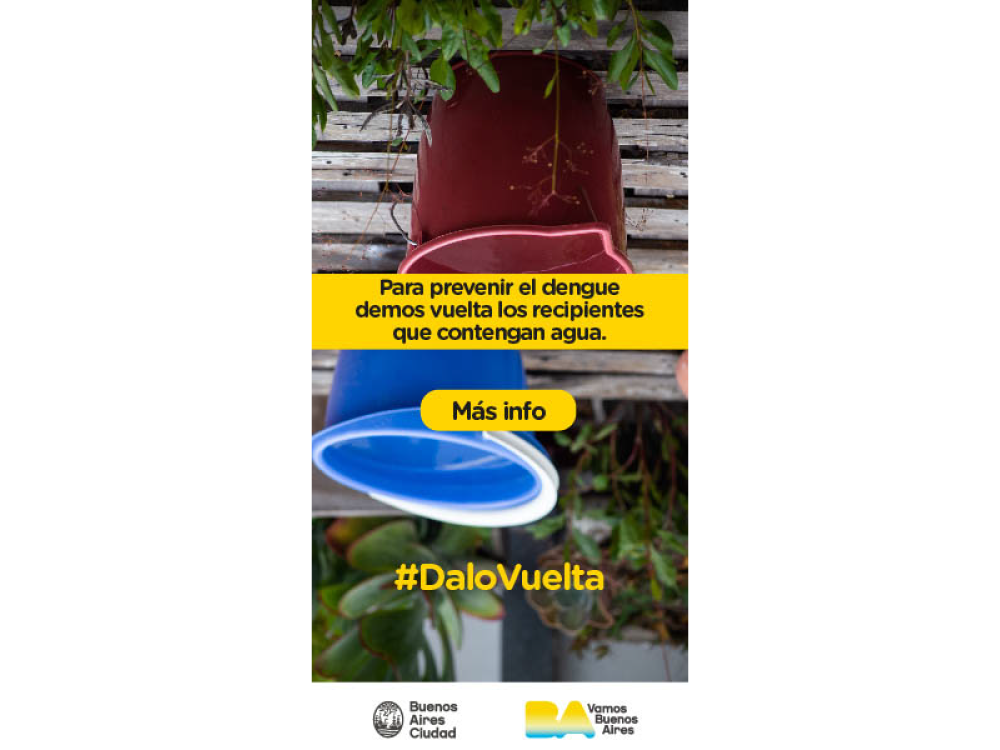 Para prevenir el dengue
demos vuelta los recipientes
que contengan agua.
Más info
#DaloVuelta
Buenos
Aires
Ciudad
BA
Vamos
Buenos
Aires